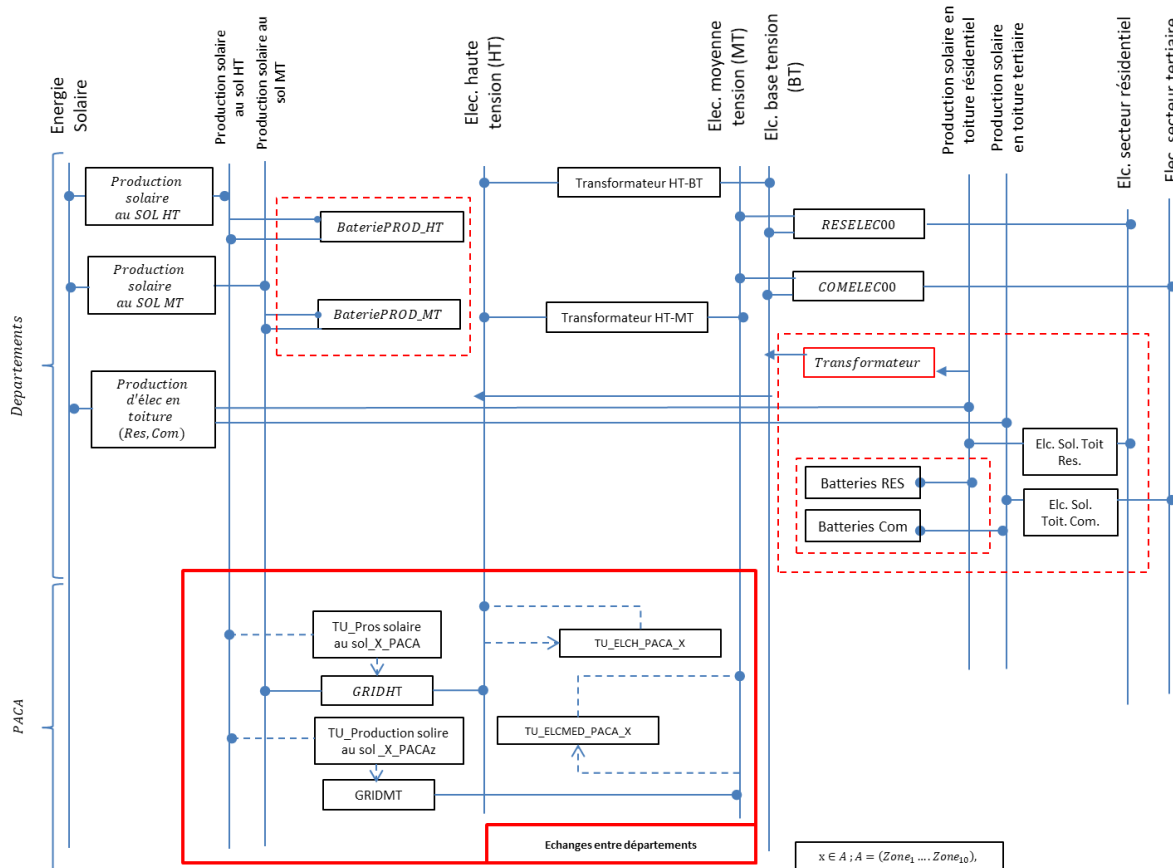 Energie
Solaire
Production solaire
au sol HT
Production solaire au
sol MT
Elec. haute
tension (HT)
Elec. moyenne
tension (MT)
Elc. base tension
(BT)
Production solaire en
toiture résidentiel
Production solaire
en toiture tertiaire
Elc. secteur résidentiel
Elec. secteur tertiaire
Departements
Production
solaire
au SOL HT
BateriePROD_HT
Production
solaire
au SOL MT
BateriePROD_MT
Production
d'élec en
toiture
(Res, Com)
Transformateur HT-BT
Transformateur HT-MT
RESELEC00
COMELEC00
Transformateur
Elc. Sol. Toit
Res.
Batteries RES
Elc. Sol.
Toit. Com.
Batteries Com
PACA
TU_Pros solaire
au sol_X_PACA
GRIDHT
TU_Production solire
au sol _X_PACAz
GRIDMT
TU_ELCH_PACA_X
TU_ELCMED_PACA_X
Echanges entre départements
x ∈ A ; A = (Zone₁ .... Zone₁₀),